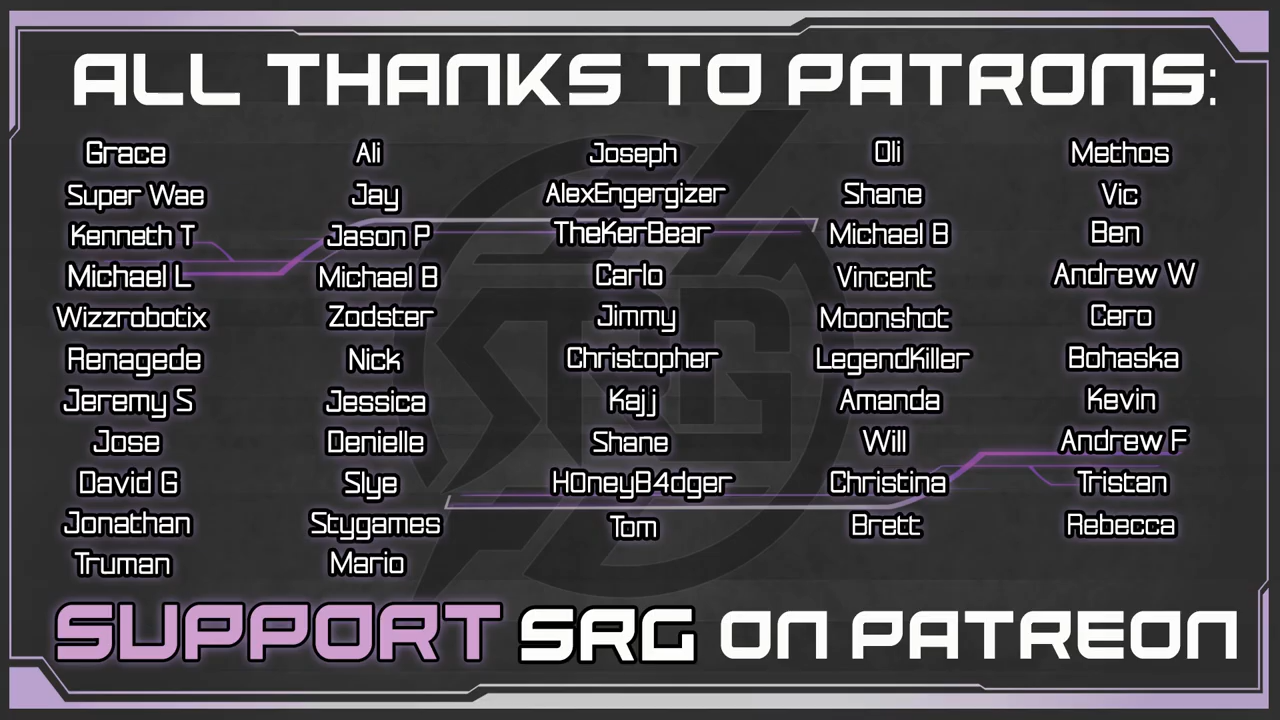 ALL THANKS TO PATRONS:
Grace Ali Joseph Oli Methos
Super Wae Jay AlexEngergizer Shane Vic
Kenneth T Jason P TheKerBear Michael B Ben
Michael L Michael B Carlo Vincent Andrew W
Wizzrobotix Zodster Jimmy Moonshot Cero
Renagede Nick Christopher LegendKiller Bohaska
Jeremy S Jessica Kajj Amanda Kevin
Jose Denielle Shane Will Andrew F
David G Slye H0neyB4dger Christina Tristan
Jonathan Stygames Tom Brett Rebecca
Truman Mario
SUPPORT SRG ON PATREON